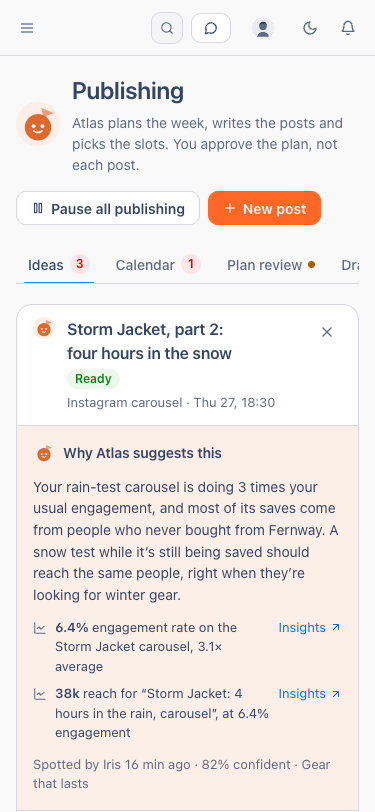 Publishing
Atlas plans the week, writes the posts and
picks the slots. You approve the plan, not
each post.
Pause all publishing
New post
Ideas 3
Calendar 1
Plan review
Dra
Storm Jacket, part 2:
four hours in the snow
Ready
Instagram carousel · Thu 27, 18:30
Why Atlas suggests this
Your rain-test carousel is doing 3 times your
usual engagement, and most of its saves come
from people who never bought from Fernway. A
snow test while it’s still being saved should
reach the same people, right when they’re
looking for winter gear.
6.4% engagement rate on the
Storm Jacket carousel, 3.1×
average
Insights
38k reach for “Storm Jacket: 4
hours in the rain, carousel”, at 6.4%
engagement
Insights
Spotted by Iris 16 min ago · 82% confident · Gear
that lasts